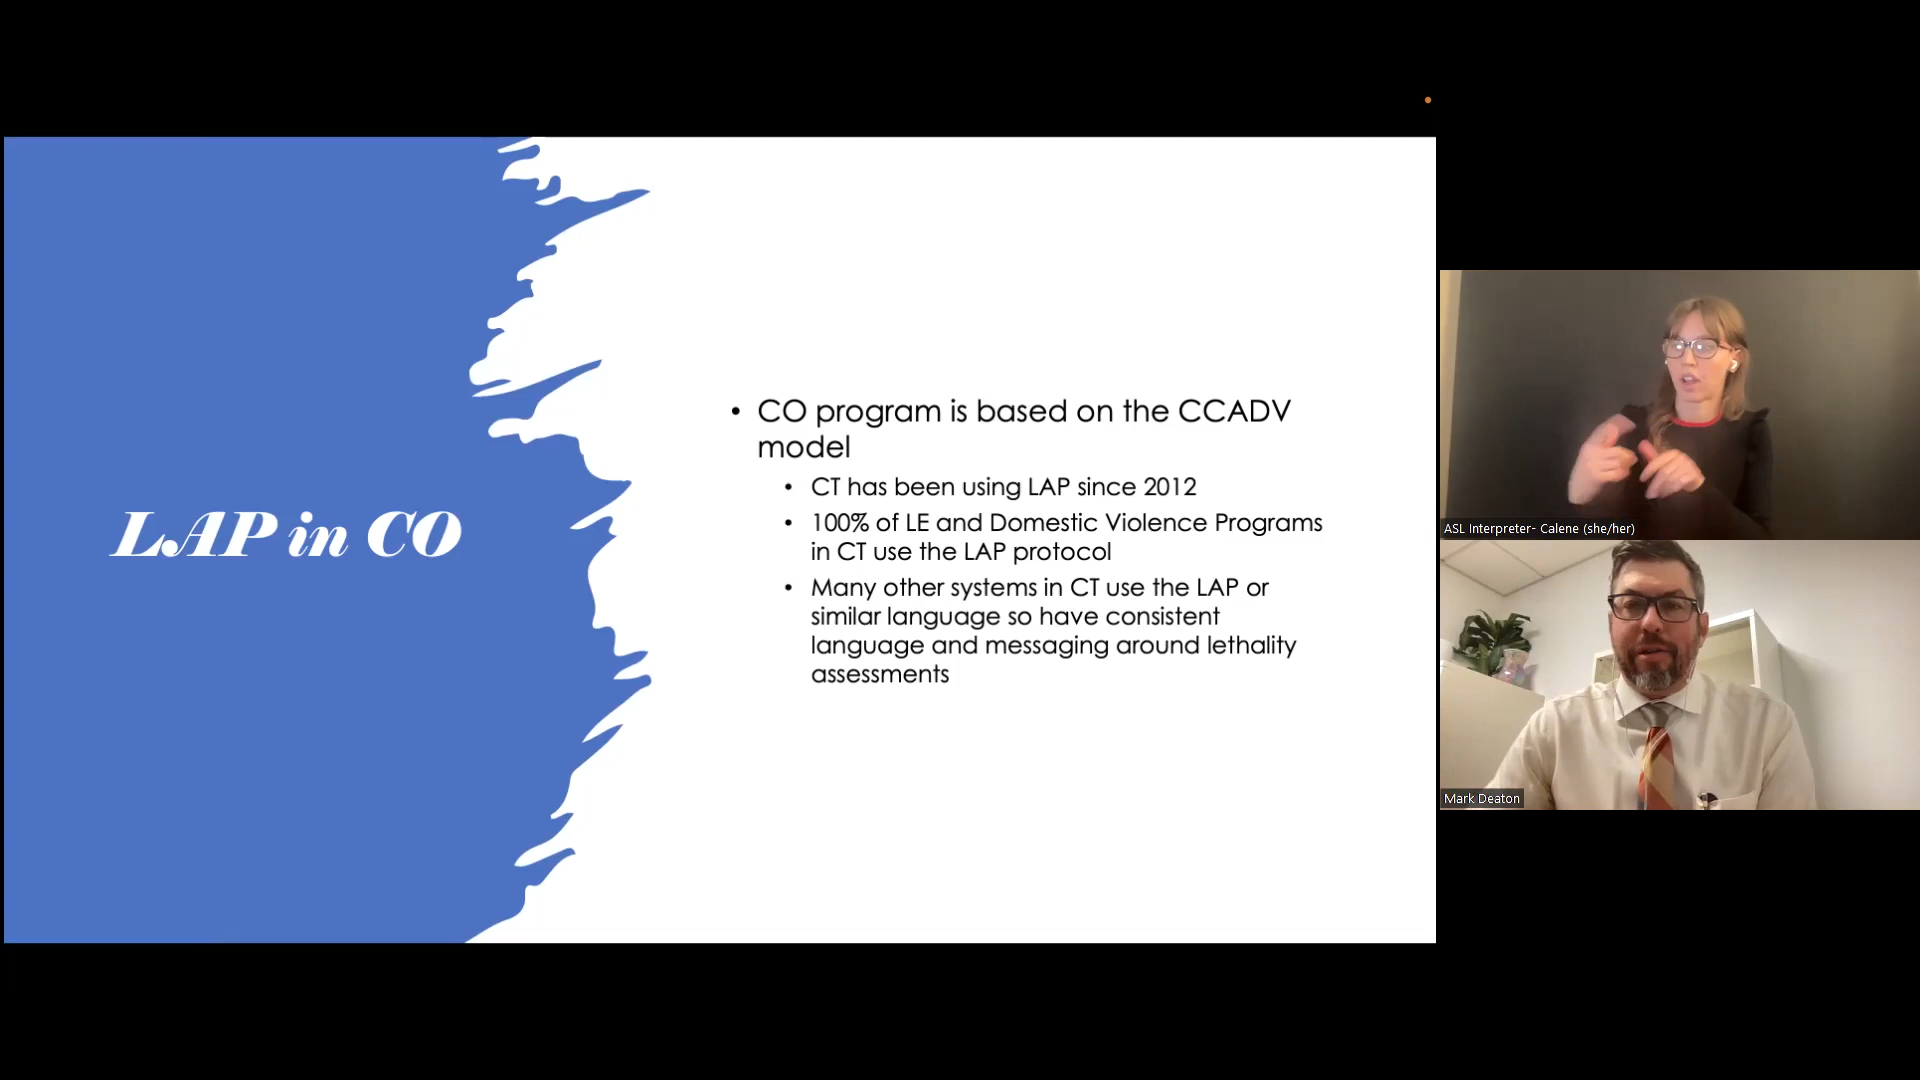 LAP in CO
• CO program is based on the CCADV
model
• CT has been using LAP since 2012
• 100% of LE and Domestic Violence Programs
in CT use the LAP protocol
• Many other systems in CT use the LAP or
similar language so have consistent
language and messaging around lethality
assessments
ASL Interpreter- Calene (she/her)
Mark Deaton